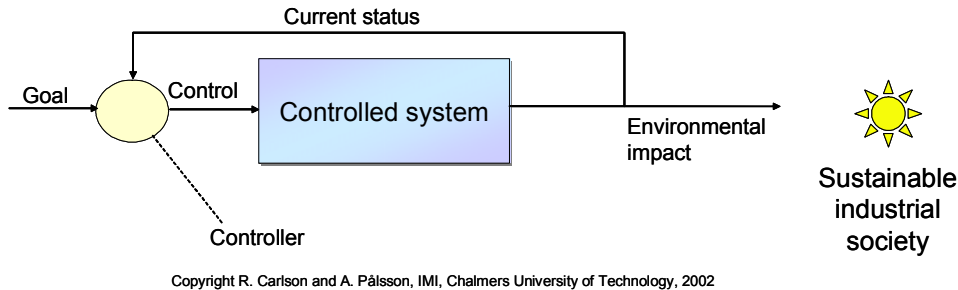 Current status
Goal
Control
Controlled system
Environmental
impact
Sustainable
industrial
society
Controller
Copyright R. Carlson and A. Pålsson, IMI, Chalmers University of Technology, 2002